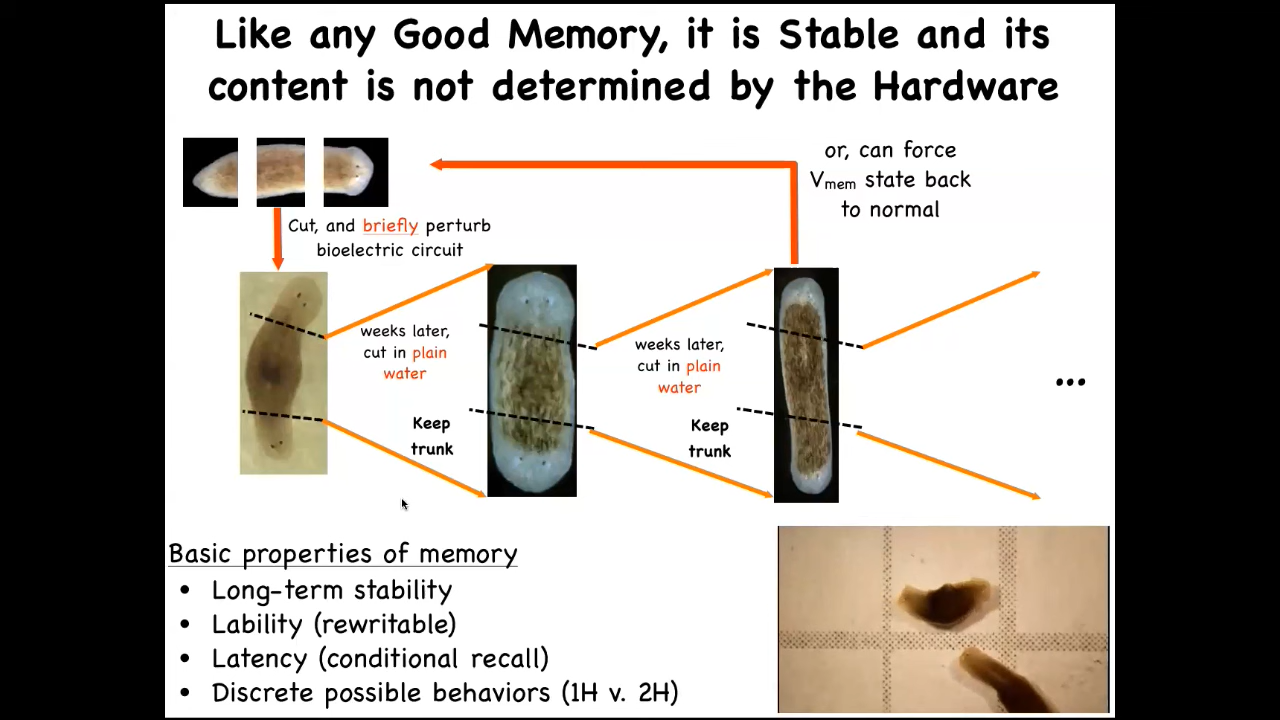 Like any Good Memory, it is Stable and its
content is not determined by the Hardware
or, can force
Vmem state back
to normal
Cut, and briefly perturb
bioelectric circuit
weeks later,
cut in plain
water
Keep
trunk
weeks later,
cut in plain
water
Keep
trunk
...
Basic properties of memory
• Long-term stability
• Lability (rewritable)
• Latency (conditional recall)
• Discrete possible behaviors (1H v. 2H)